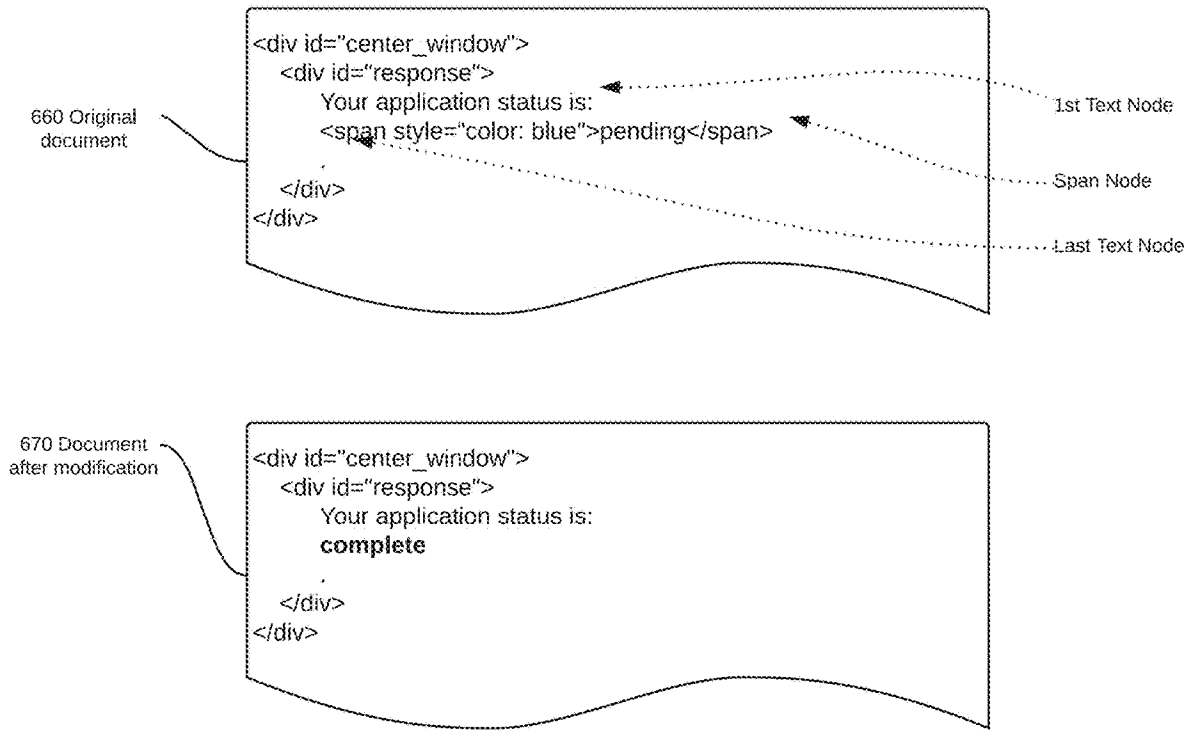 <div id="center_window">
<div id="response">
Your application status is:
<span style="color: blue">pending</span>
.
</div>
</div>
660 Original
document
1st Text Node
Span Node
Last Text Node
670 Document
after modification
<div id="center_window">
<div id="response">
Your application status is:
complete
.
</div>
</div>